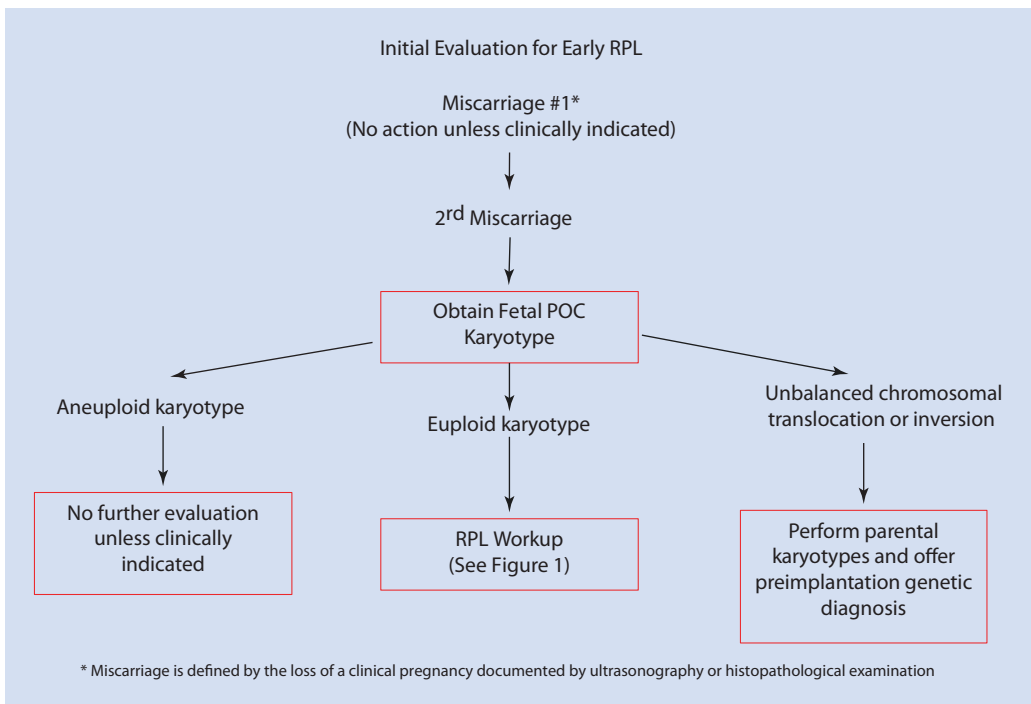 Initial Evaluation for Early RPL
Miscarriage #1*
(No action unless clinically indicated)
2rd Miscarriage
Obtain Fetal POC
Karyotype
Aneuploid karyotype
Euploid karyotype
Unbalanced chromosomal
translocation or inversion
No further evaluation
unless clinically
indicated
RPL Workup
(See Figure 1)
Perform parental
karyotypes and offer
preimplantation genetic
diagnosis
* Miscarriage is defined by the loss of a clinical pregnancy documented by ultrasonography or histopathological examination